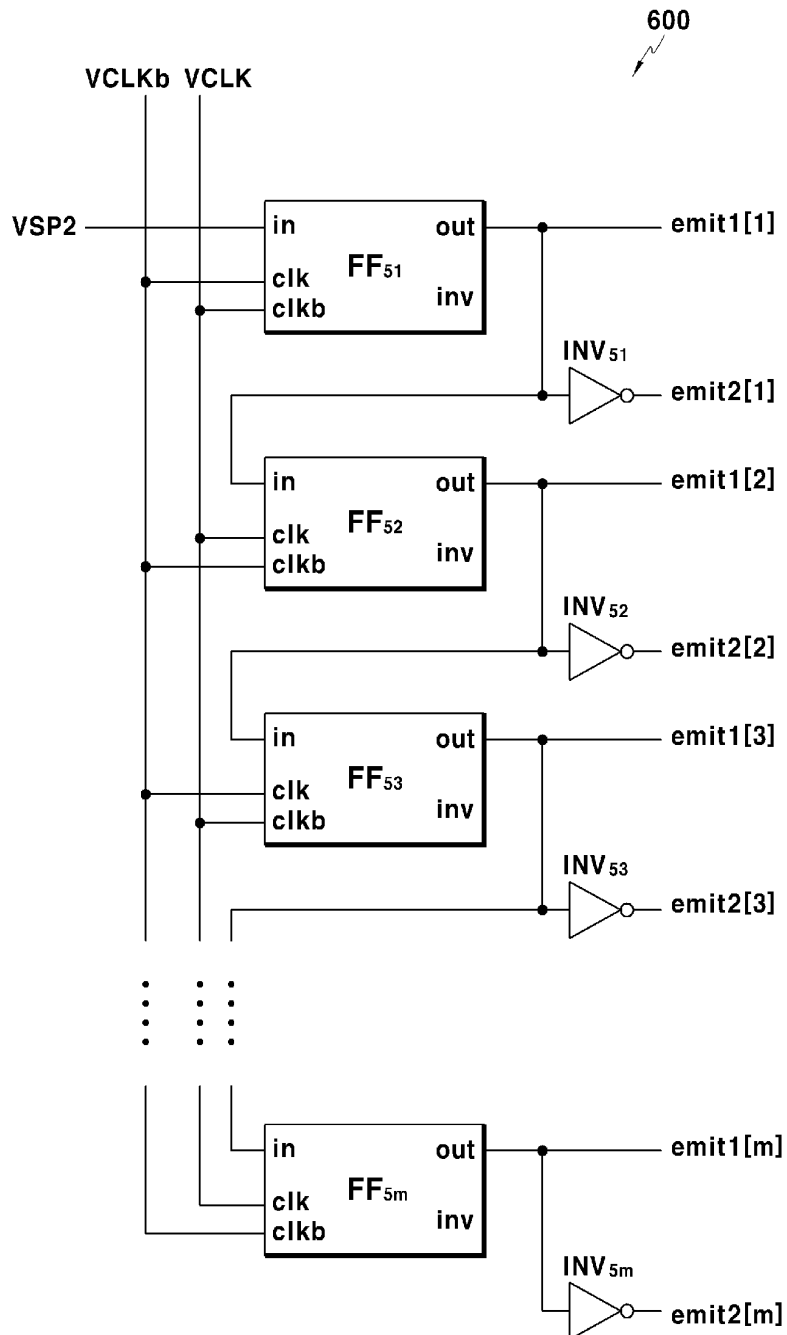 600
VCLKb VCLK
VSP2
in
out
emit1[1]
FF51
clk
clkb
inv
INV51
emit2[1]
in
out
emit1[2]
FF52
clk
clkb
inv
INV52
emit2[2]
in
out
emit1[3]
FF53
clk
clkb
inv
INV53
emit2[3]
in
out
emit1[m]
FF5m
clk
clkb
inv
INV5m
emit2[m]